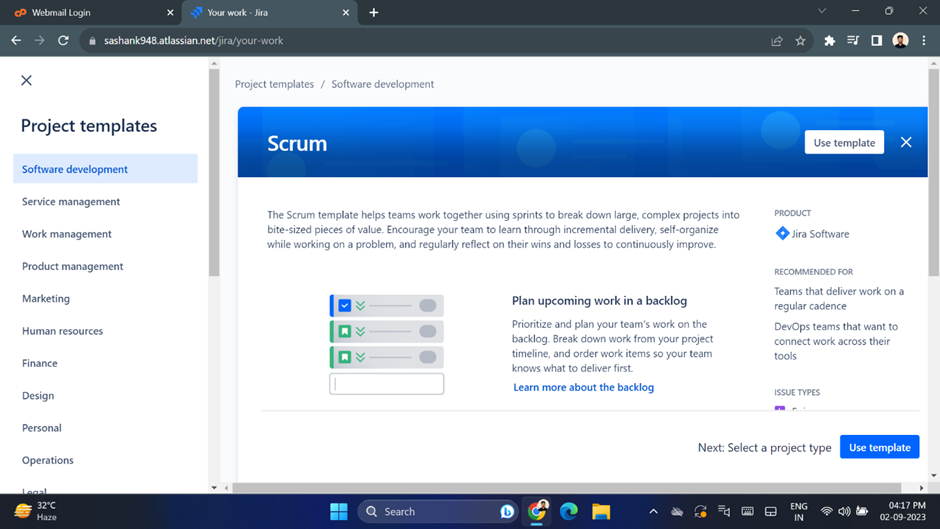 Webmail Login
Your work - Jira
sashank948.atlassian.net/jira/your-work
Project templates
Software development
Service management
Work management
Product management
Marketing
Human resources
Finance
Design
Personal
Operations
Legal
Project templates / Software development
Scrum
Use template
The Scrum template helps teams work together using sprints to break down large, complex projects into
bite-sized pieces of value. Encourage your team to learn through incremental delivery, self-organize
while working on a problem, and regularly reflect on their wins and losses to continuously improve.
Plan upcoming work in a backlog
Prioritize and plan your team's work on the
backlog. Break down work from your project
timeline, and order work items so your team
knows what to deliver first.
Learn more about the backlog
PRODUCT
Jira Software
RECOMMENDED FOR
Teams that deliver work on a
regular cadence
DevOps teams that want to
connect work across their
tools
ISSUE TYPES
Next: Select a project type
Use template
32°C
Haze
Search
ENG
IN
04:17 PM
02-09-2023